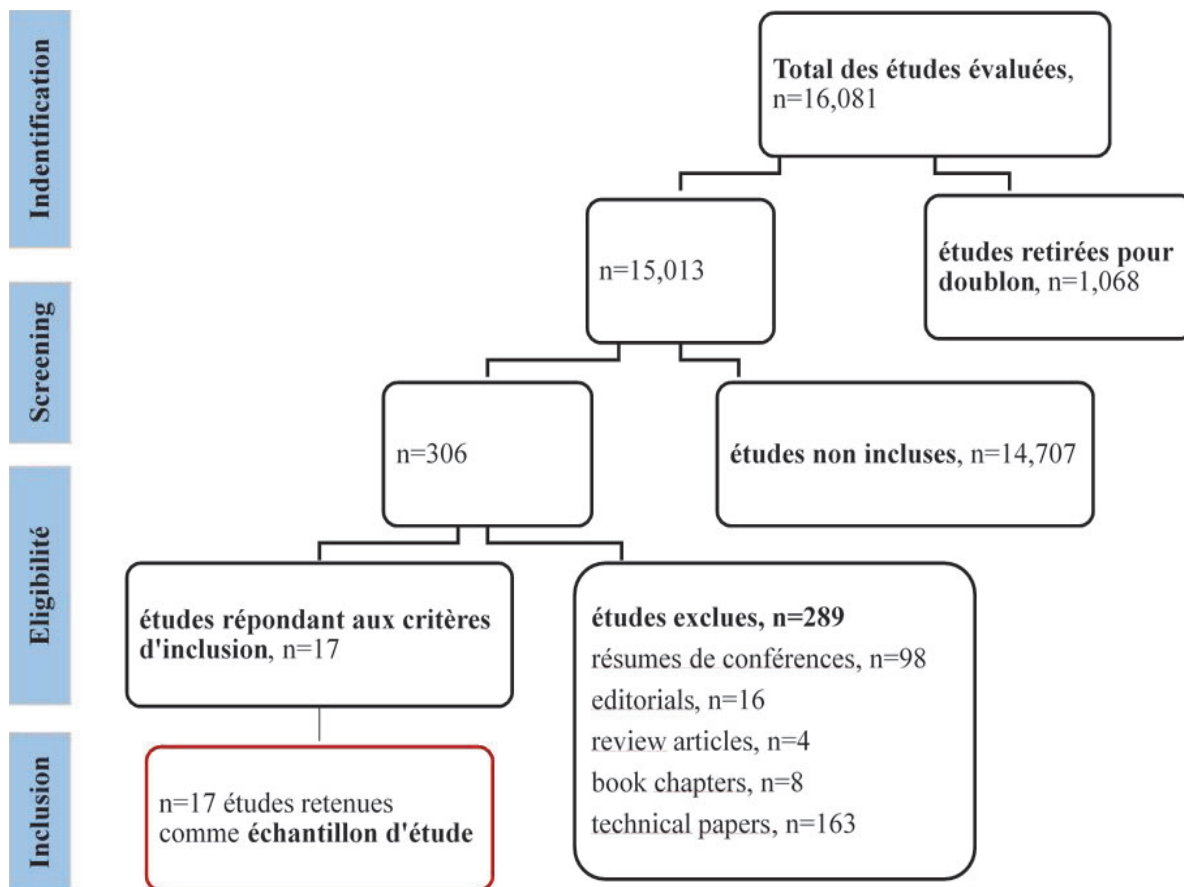 Indentification
Total des études évaluées,
n=16,081
n=15,013
études retirées pour
doublon, n=1,068
Screening
n=306
études non incluses, n=14,707
Eligibilité
études répondant aux critères
d'inclusion, n=17
études exclues, n=289
résumes de conférences, n=98
editorials, n=16
review articles, n=4
book chapters, n=8
technical papers, n=163
Inclusion
n=17 études retenues
comme échantillon d'étude